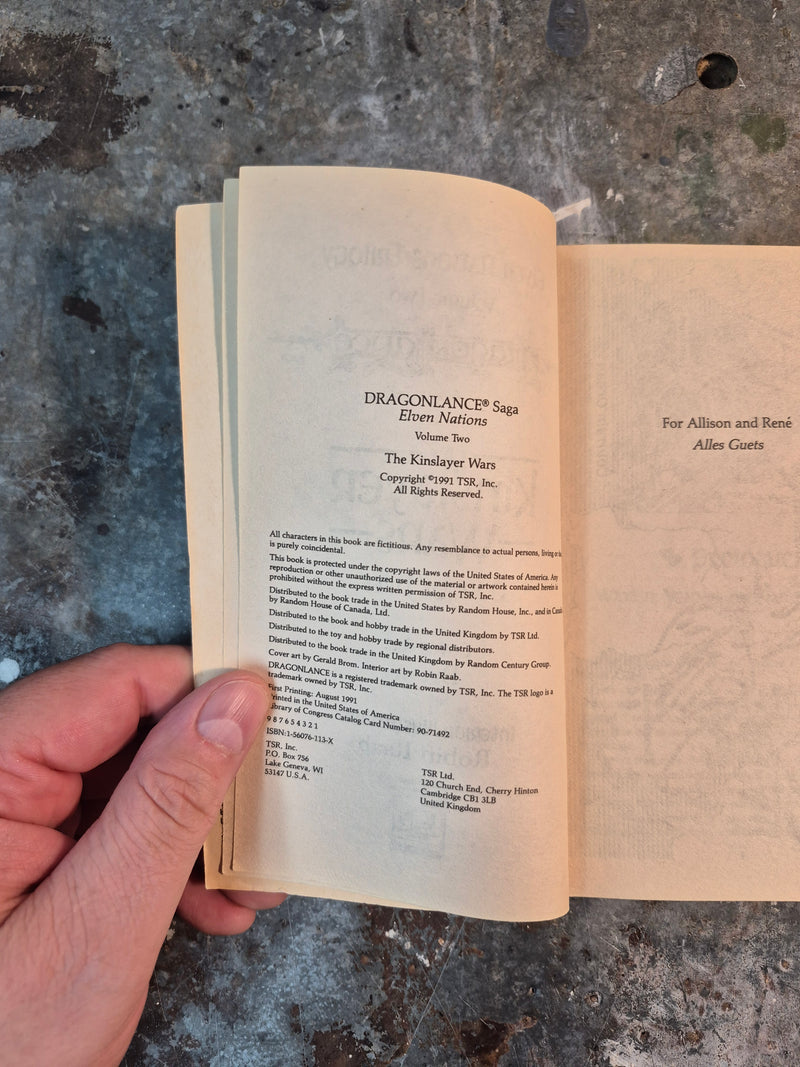 DRAGONLANCE® Saga
Elven Nations
Volume Two
The Kinslayer Wars
Copyright ©1991 TSR, Inc.
All Rights Reserved.
All characters in this book are fictitious. Any resemblance to actual persons, living or
is purely coincidental.
This book is protected under the copyright laws of the United States of America. Any
reproduction or other unauthorized use of the material or artwork contained herein is
prohibited without the express written permission of TSR, Inc.
Distributed to the book trade in the United States by Random House, Inc., and in
by Random House of Canada, Ltd.
Distributed to the book and hobby trade in the United Kingdom by TSR Ltd.
Distributed to the toy and hobby trade by regional distributors.
Distributed to the book trade in the United Kingdom by Random Century Group.
Cover art by Gerald Brom. Interior art by Robin Raab.
DRAGONLANCE is a registered trademark owned by TSR, Inc. The TSR logo is a
trademark owned by TSR, Inc.
First Printing: August 1991
Printed in the United States of America
Library of Congress Catalog Card Number: 90-71492
9 8 7 6 5 4 3 2 1
ISBN:1-56076-113-X
TSR, Inc.
P.O. Box 756
Lake Geneva, WI
53147 U.S.A.
TSR Ltd.
120 Church End, Cherry Hinton
Cambridge CB1 3LB
United Kingdom
For Allison and René
Alles Guets